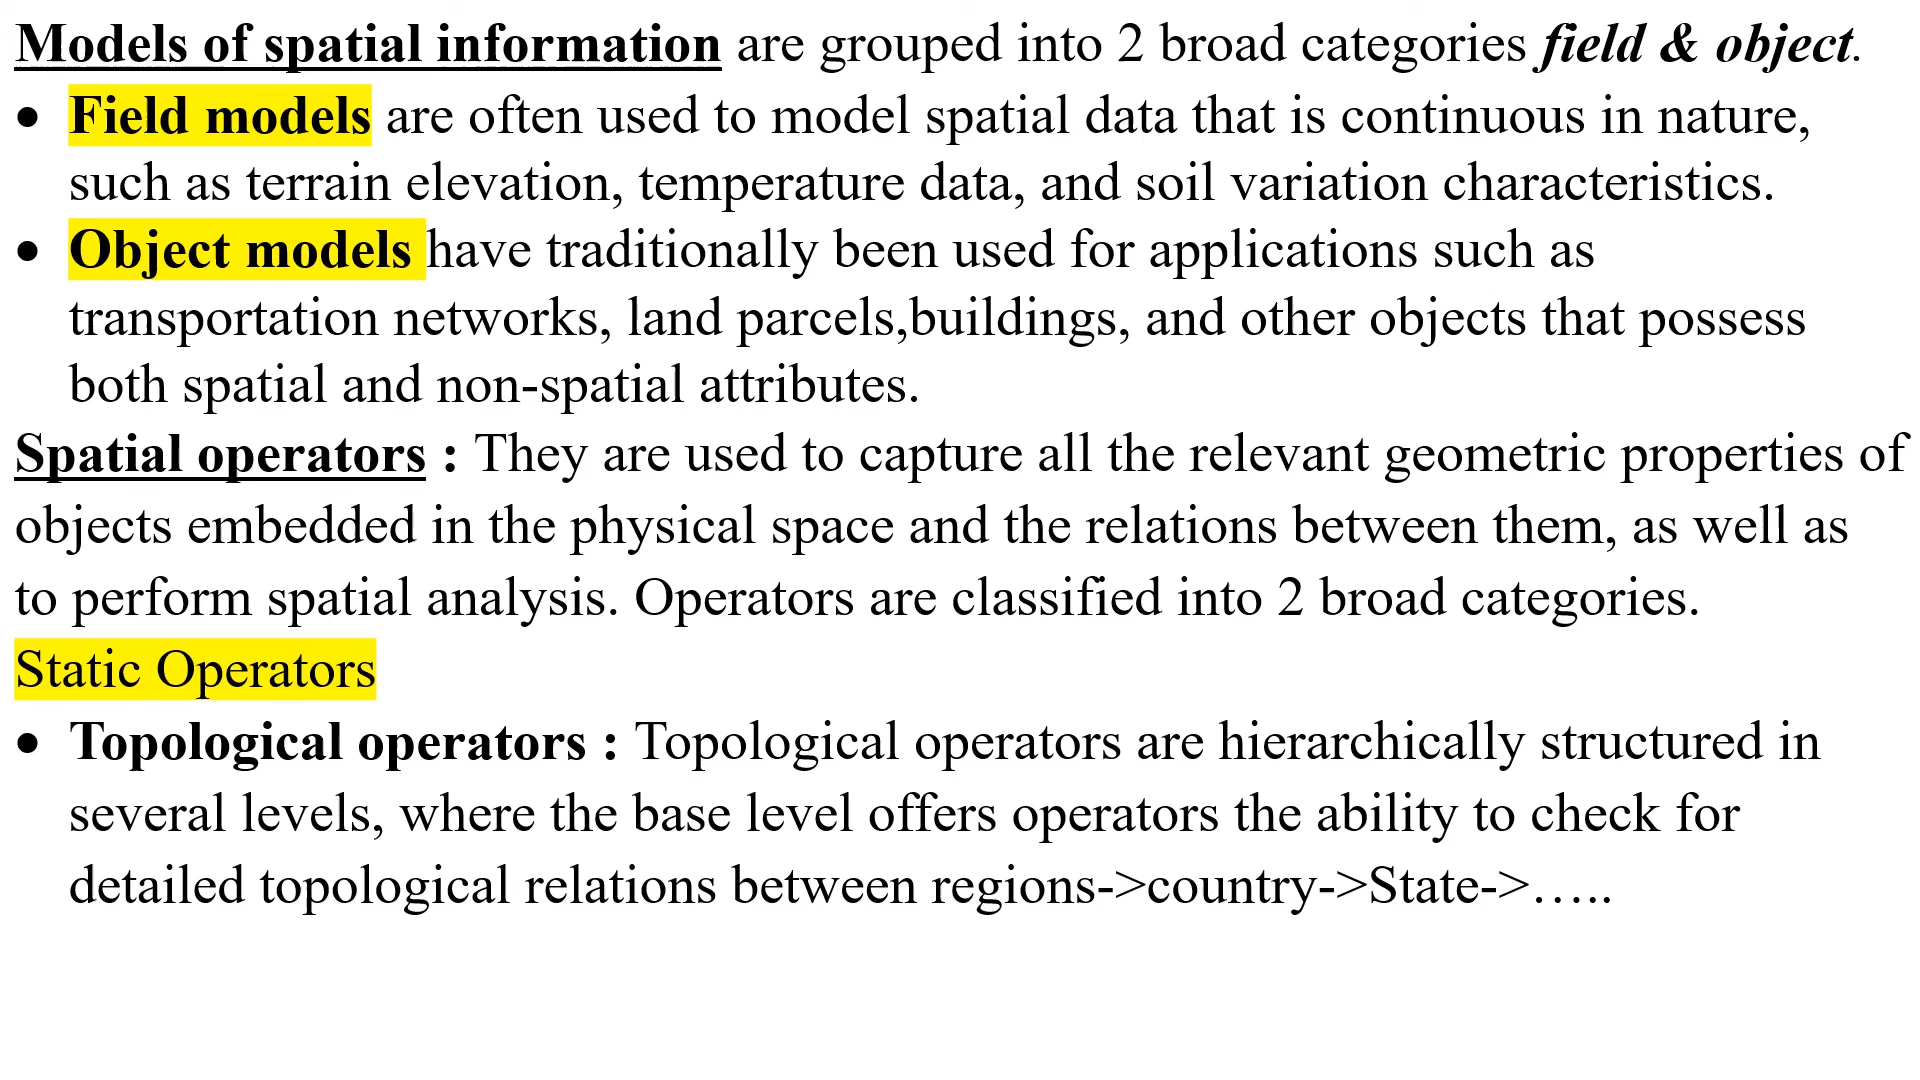 Models of spatial information are grouped into 2 broad categories field & object.
• Field models are often used to model spatial data that is continuous in nature,
such as terrain elevation, temperature data, and soil variation characteristics.
• Object models have traditionally been used for applications such as
transportation networks, land parcels,buildings, and other objects that possess
both spatial and non-spatial attributes.
Spatial operators : They are used to capture all the relevant geometric properties of
objects embedded in the physical space and the relations between them, as well as
to perform spatial analysis. Operators are classified into 2 broad categories.
Static Operators
• Topological operators : Topological operators are hierarchically structured in
several levels, where the base level offers operators the ability to check for
detailed topological relations between regions->country->State->…..